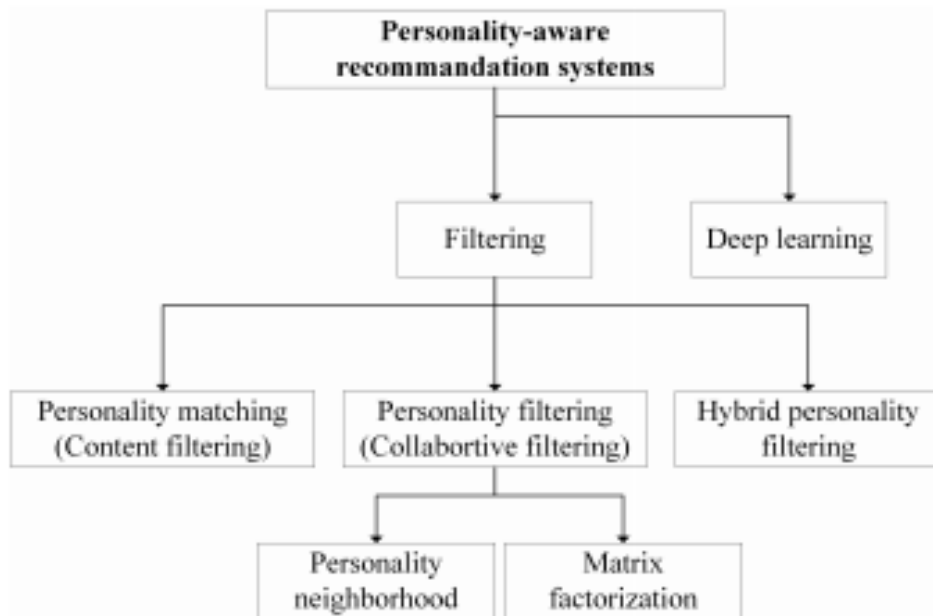 Personality-aware
recommandation systems
Filtering
Deep learning
Personality matching
(Content filtering)
Personality filtering
(Collabortive filtering)
Hybrid personality
filtering
Personality
neighborhood
Matrix
factorization